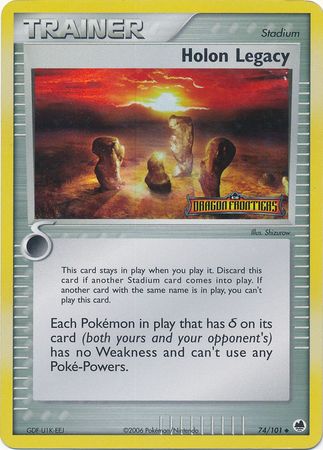 TRAINER
Stadium
Holon Legacy
DRAGON FRONTIERS
Illus. Shizurow
This card stays in play when you play it. Discard this
card if another Stadium card comes into play. If
another card with the same name is in play, you can't
play this card.
Each Pokémon in play that has δ on its
card (both yours and your opponent's)
has no Weakness and can't use any
Poké-Powers.
GDF-U1K-EEJ
©2006 Pokémon/Nintendo
74/101 ◆